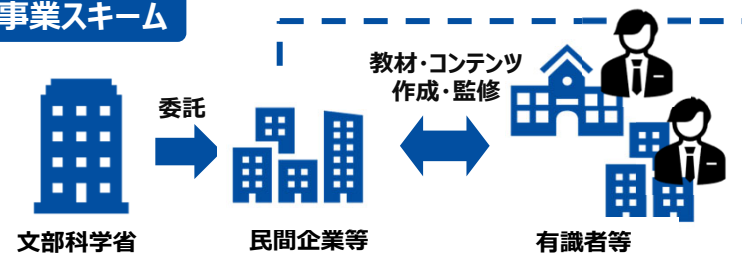 事業スキーム
委託
教材・コンテンツ
作成・監修
文部科学省
民間企業等
有識者等